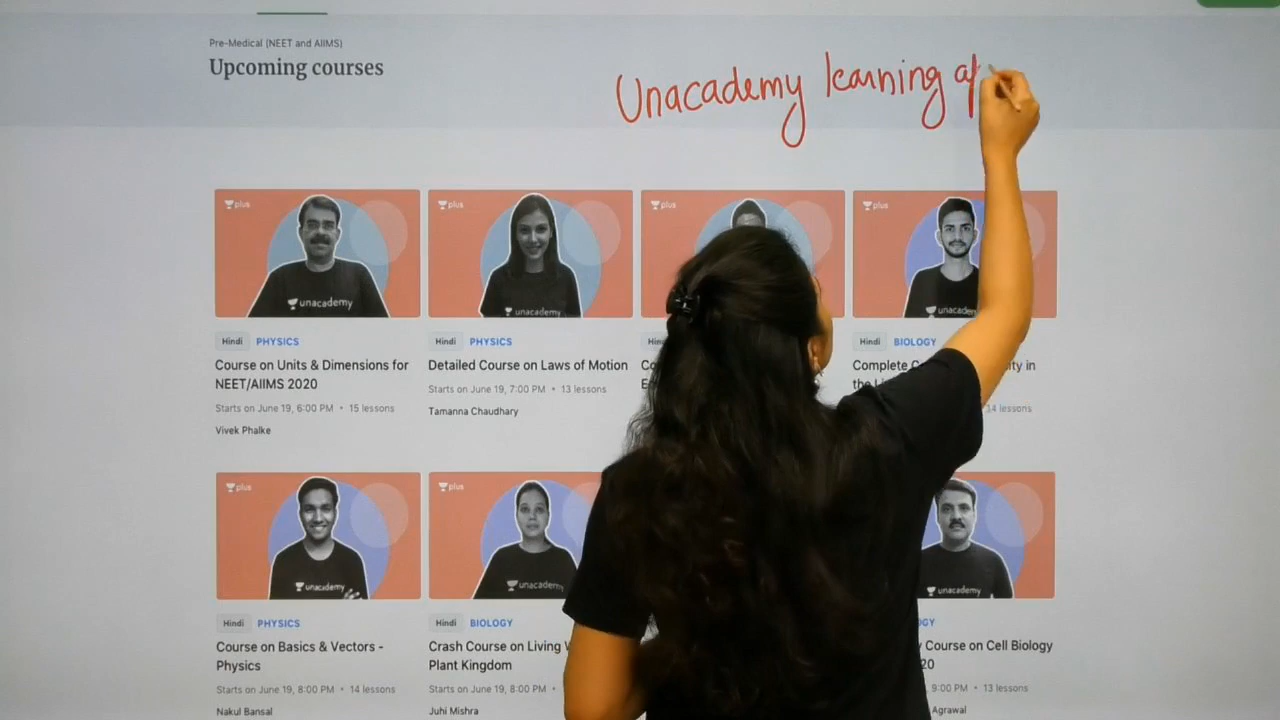 Pre-Medical (NEET and AIIMS)
Upcoming courses
Unacademy learning ap
plus
unacademy
plus
unacademy
plus
plus
unacademy
Hindi PHYSICS
Course on Units & Dimensions for
NEET/AIIMS 2020
Starts on June 19, 6:00 PM • 15 lessons
Vivek Phalke
Hindi PHYSICS
Detailed Course on Laws of Motion
Starts on June 19, 7:00 PM • 13 lessons
Tamanna Chaudhary
Hindi BIOLOGY
Complete
14 lessons
plus
unacademy
plus
unacademy
unacademy
Hindi PHYSICS
Course on Basics & Vectors -
Physics
Starts on June 19, 8:00 PM • 14 lessons
Nakul Bansal
Hindi BIOLOGY
Crash Course on Living
Plant Kingdom
Starts on June 19, 8:00 PM •
Juhi Mishra
Course on Cell Biology
9:00 PM • 13 lessons
Agrawal